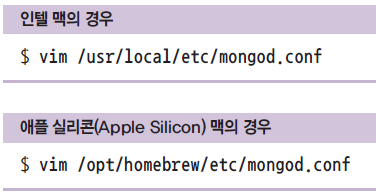 인텔 맥의 경우
$ vim /usr/local/etc/mongod.conf
애플 실리콘(Apple Silicon) 맥의 경우
$ vim /opt/homebrew/etc/mongod.conf